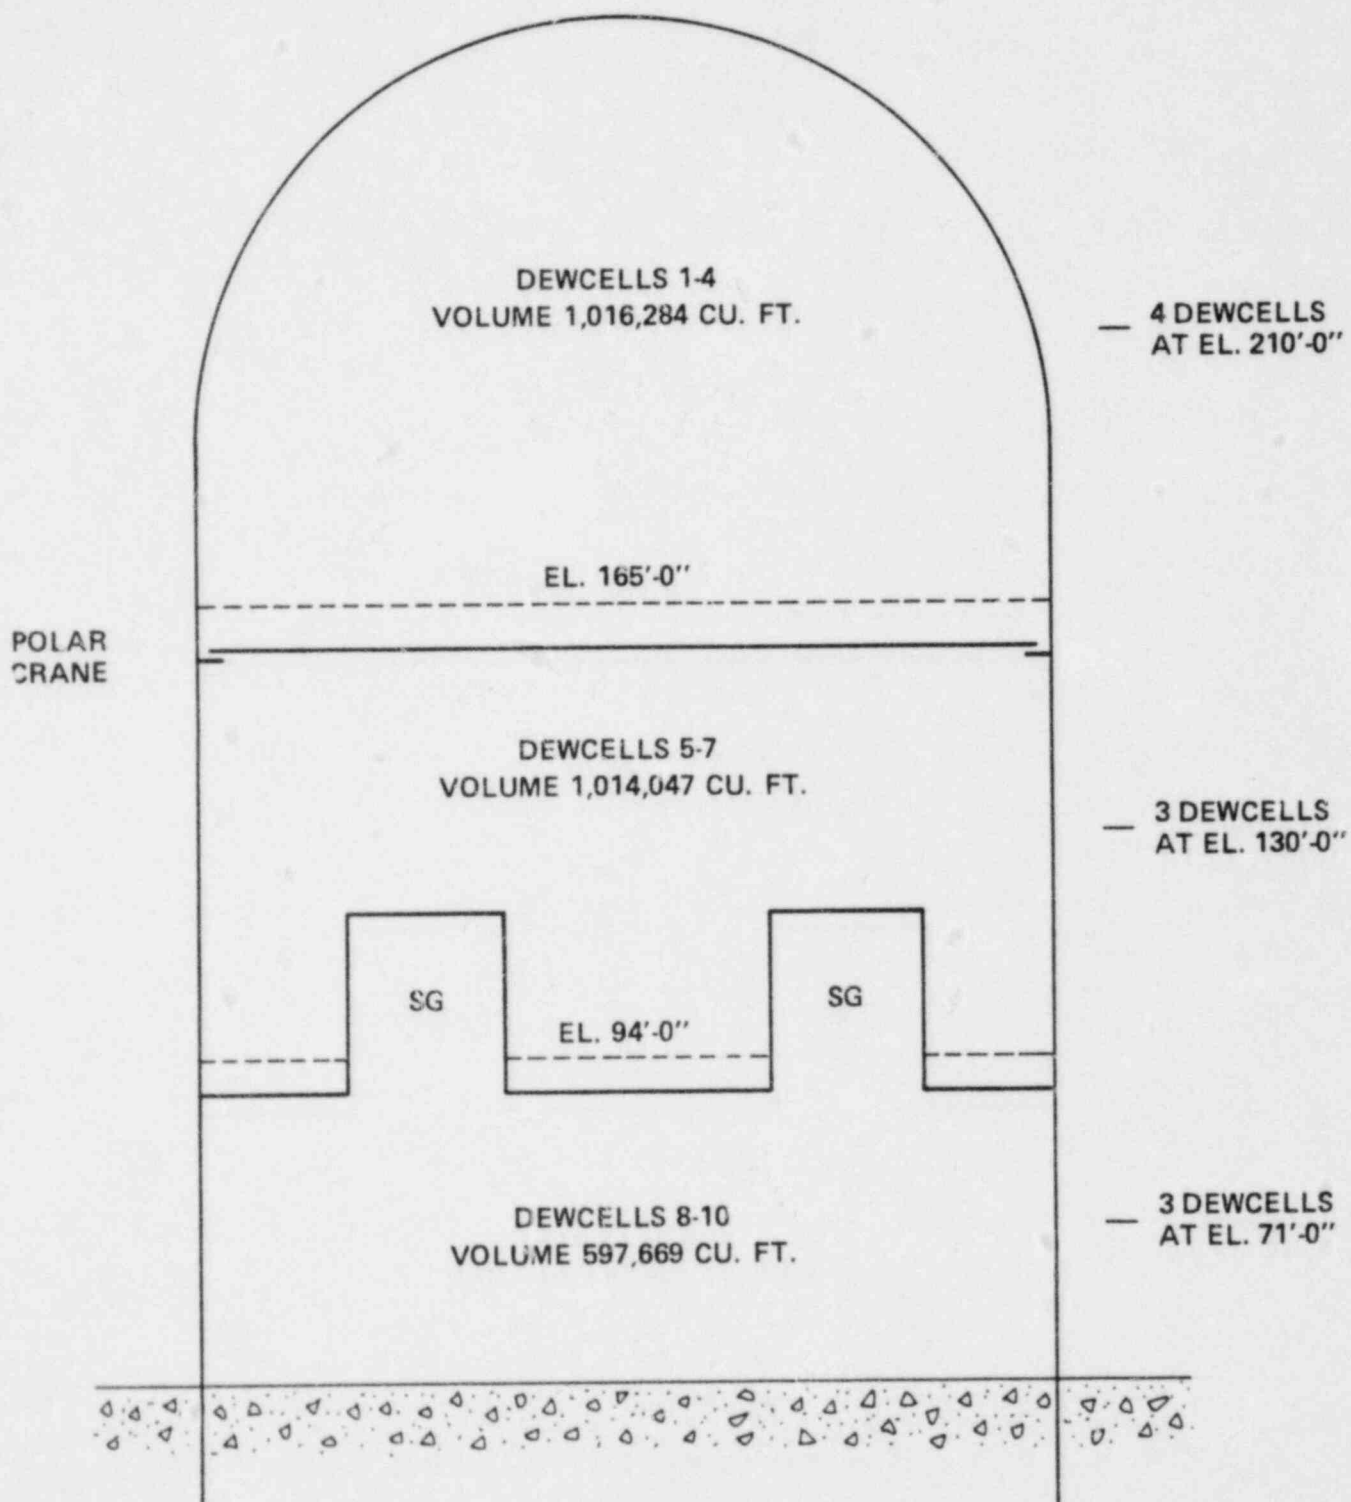 DEWCELLS 1-4
VOLUME 1,016,284 CU. FT.
4 DEWCELLS
AT EL. 210'-0"
EL. 165'-0"
POLAR
CRANE
DEWCELLS 5-7
VOLUME 1,014,047 CU. FT.
3 DEWCELLS
AT EL. 130'-0"
SG
SG
EL. 94'-0"
DEWCELLS 8-10
VOLUME 597,669 CU. FT.
3 DEWCELLS
AT EL. 71'-0"